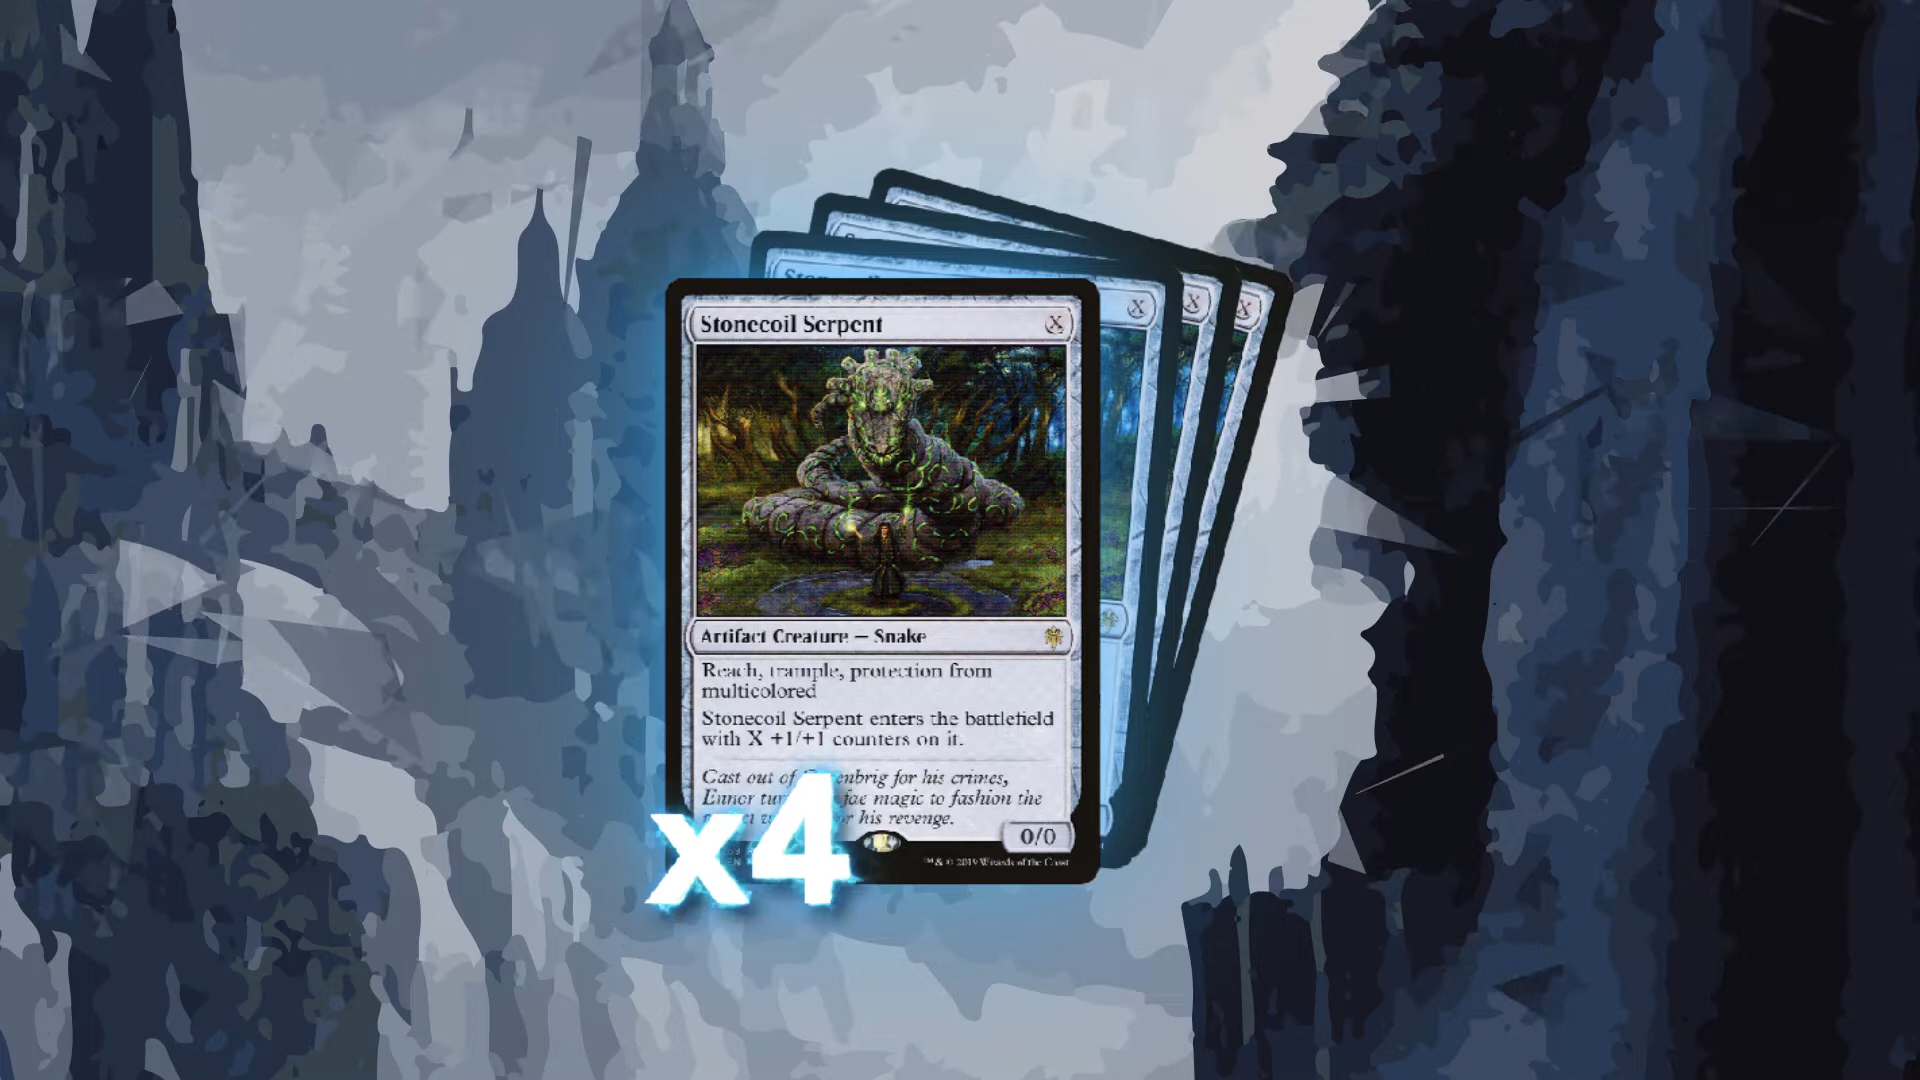 Stonecoil Serpent X
X
X
X
Artifact Creature — Snake
Reach, trample, protection from
multicolored
Stonecoil Serpent enters the battlefield
with X +1/+1 counters on it.
Cast out of for his crimes,
Ennor fae magic to fashion the
his revenge.
x4
0/0
EN
™ & © 2019 Wizards of the Coast